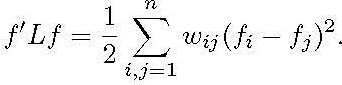 f'Lf = \frac{1}{2} \sum_{i,j=1}^{n} w_{ij}(f_i - f_j)^2.